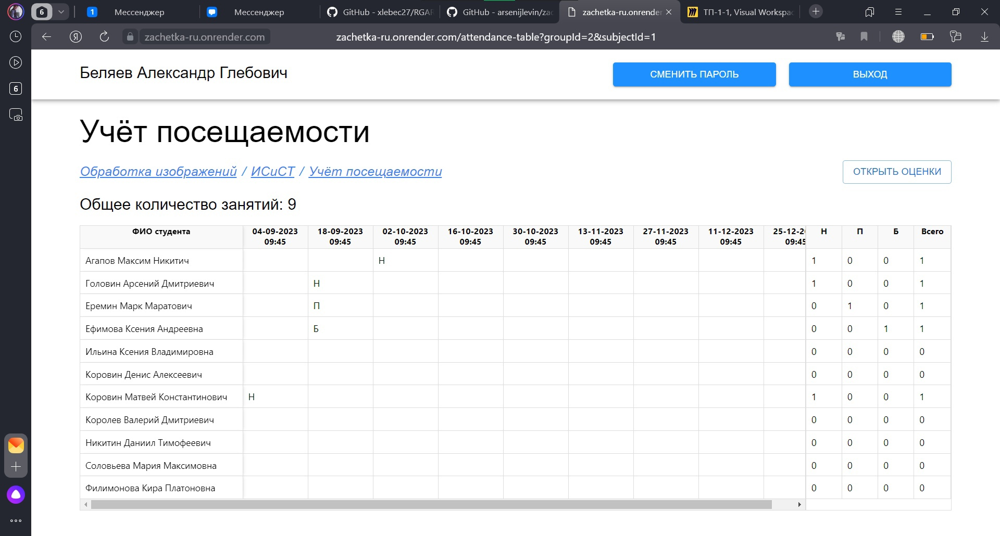 6
1
Мессенджер
Мессенджер
GitHub - xlebec27/RGAP
GitHub - arsenijlevin/zac
zachetka-ru.onrender
ТП-1-1, Visual Workspac
zachetka-ru.onrender.com
zachetka-ru.onrender.com/attendance-table?groupId=2&subjectId=1
6
Беляев Александр Глебович
СМЕНИТЬ ПАРОЛЬ
ВЫХОД
Учёт посещаемости
Обработка изображений / ИСиСТ / Учёт посещаемости
ОТКРЫТЬ ОЦЕНКИ
Общее количество занятий: 9
ФИО студента 04-09-2023 09:45 18-09-2023 09:45 02-10-2023 09:45 16-10-2023 09:45 30-10-2023 09:45 13-11-2023 09:45 27-11-2023 09:45 11-12-2023 09:45 25-12-2 09:45 Н П Б Всего
Агапов Максим Никитич Н 1 0 0 1
Головин Арсений Дмитриевич Н 1 0 0 1
Еремин Марк Маратович П 0 1 0 1
Ефимова Ксения Андреевна Б 0 0 1 1
Ильина Ксения Владимировна 0 0 0 0
Коровин Денис Алексеевич 0 0 0 0
Коровин Матвей Константинович Н 1 0 0 1
Королев Валерий Дмитриевич 0 0 0 0
Никитин Даниил Тимофеевич 0 0 0 0
Соловьева Мария Максимовна 0 0 0 0
Филимонова Кира Платоновна 0 0 0 0